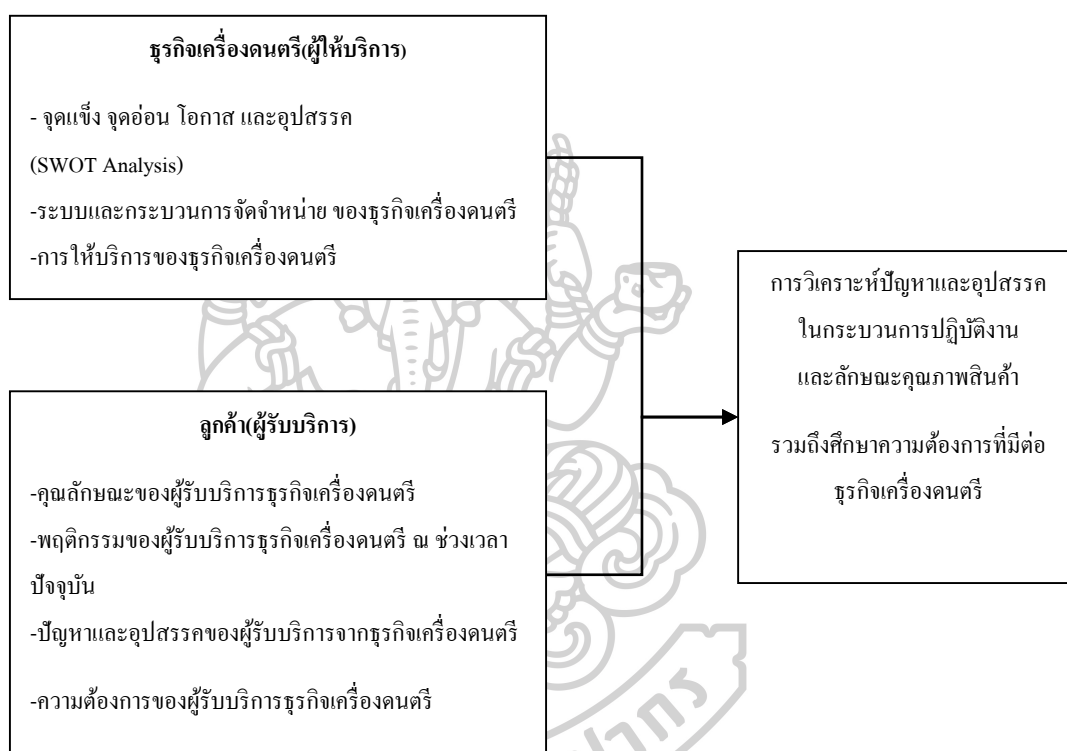 ธุรกิจเครื่องดนตรี(ผู้ให้บริการ)
- จุดแข็ง จุดอ่อน โอกาส และอุปสรรค
(SWOT Analysis)
-ระบบและกระบวนการจัดจำหน่าย ของธุรกิจเครื่องดนตรี
-การให้บริการของธุรกิจเครื่องดนตรี
ลูกค้า(ผู้รับบริการ)
-คุณลักษณะของผู้รับบริการธุรกิจเครื่องดนตรี
-พฤติกรรมของผู้รับบริการธุรกิจเครื่องดนตรี ณ ช่วงเวลา
ปัจจุบัน
-ปัญหาและอุปสรรคของผู้รับบริการจากธุรกิจเครื่องดนตรี
-ความต้องการของผู้รับบริการธุรกิจเครื่องดนตรี
การวิเคราะห์ปัญหาและอุปสรรค
ในกระบวนการปฏิบัติงาน
และลักษณะคุณภาพสินค้า
รวมถึงศึกษาความต้องการที่มีต่อ
ธุรกิจเครื่องดนตรี